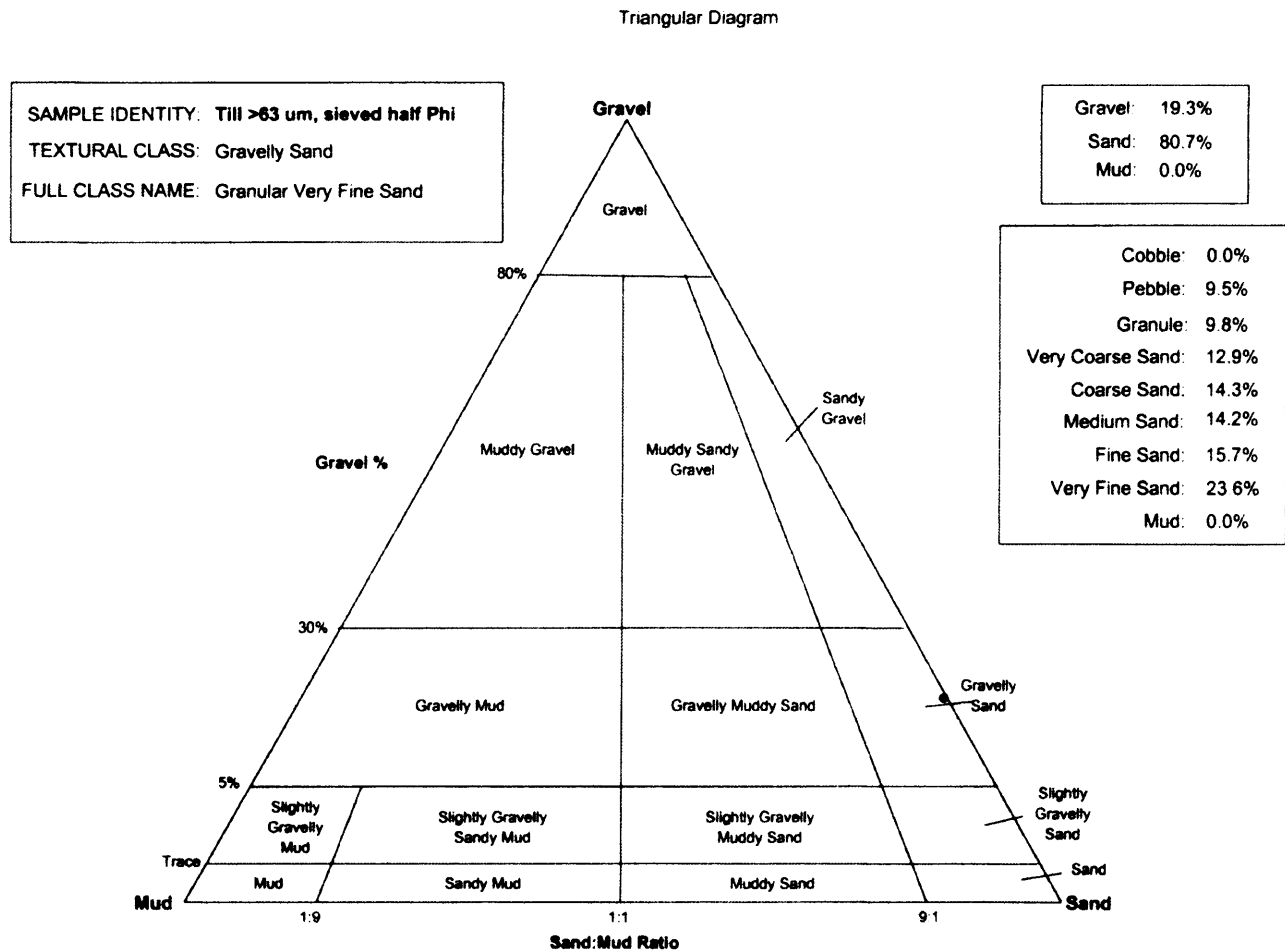 Triangular Diagram
SAMPLE IDENTITY: Till >63 um, sieved half Phi
TEXTURAL CLASS: Gravelly Sand
FULL CLASS NAME: Granular Very Fine Sand
Gravel: 19.3%
Sand: 80.7%
Mud: 0.0%
Cobble: 0.0%
Pebble: 9.5%
Granule: 9.8%
Very Coarse Sand: 12.9%
Coarse Sand: 14.3%
Medium Sand: 14.2%
Fine Sand: 15.7%
Very Fine Sand: 23 6%
Mud: 0.0%
Gravel
Gravel
80%
Sandy
Gravel
Muddy Gravel
Muddy Sandy
Gravel
Gravel %
30%
Gravelly Mud
Gravelly Muddy Sand
Gravelly
Sand
5%
Slightly
Gravelly
Mud
Slightly Gravelly
Sandy Mud
Slightly Gravelly
Muddy Sand
Slightly
Gravelly
Sand
Trace
Mud
Sandy Mud
Muddy Sand
Sand
Mud
Sand
1:9
1:1
9:1
Sand:Mud Ratio